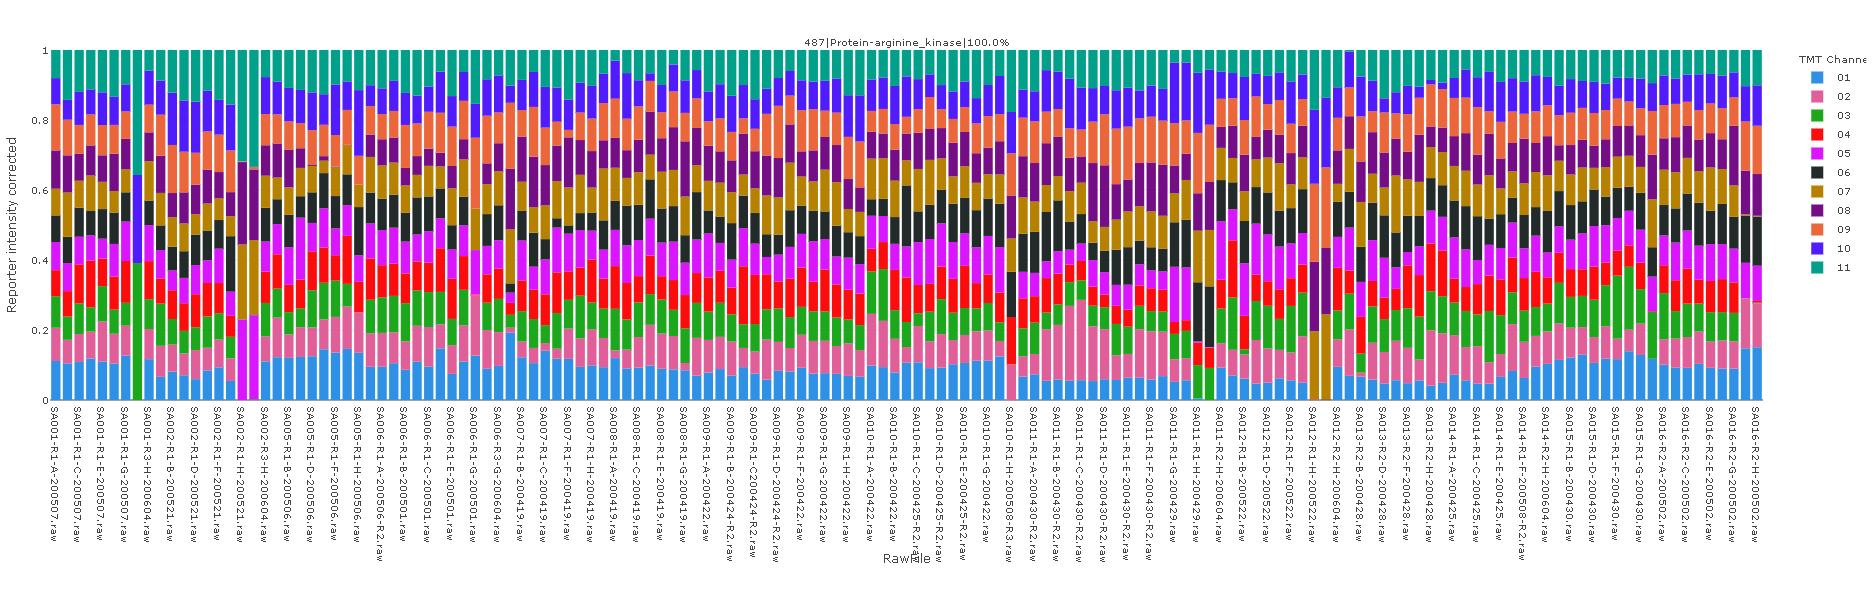 487|Protein-arginine_kinase|100.0%
Reporter intensity corrected
1
0.8
0.6
0.4
0.2
0
TMT Channe
01
02
03
04
05
06
07
08
09
10
11
SA001-R1-A-200507.raw
SA001-R1-C-200507.raw
SA001-R1-E-200507.raw
SA001-R1-G-200507.raw
SA001-R3-H-200604.raw
SA002-R1-B-200521.raw
SA002-R1-D-200521.raw
SA002-R1-F-200521.raw
SA002-R1-H-200521.raw
SA002-R3-H-200604.raw
SA005-R1-B-200506.raw
SA005-R1-D-200506.raw
SA005-R1-F-200506.raw
SA005-R1-H-200506.raw
SA006-R1-A-200506-R2.raw
SA006-R1-B-200501.raw
SA006-R1-C-200501.raw
SA006-R1-E-200501.raw
SA006-R1-G-200501.raw
SA006-R3-G-200604.raw
SA007-R1-B-200419.raw
SA007-R1-C-200419.raw
SA007-R1-F-200419.raw
SA007-R1-H-200419.raw
SA008-R1-A-200419.raw
SA008-R1-C-200419.raw
SA008-R1-E-200419.raw
SA008-R1-G-200419.raw
SA009-R1-A-200422.raw
SA009-R1-B-200424-R2.raw
SA009-R1-C-200424-R2.raw
SA009-R1-D-200424-R2.raw
SA009-R1-F-200422.raw
SA009-R1-G-200422.raw
SA009-R1-H-200422.raw
SA010-R1-A-200422.raw
SA010-R1-B-200422.raw
SA010-R1-C-200425-R2.raw
SA010-R1-D-200425-R2.raw
SA010-R1-E-200425-R2.raw
SA010-R1-G-200422.raw
SA010-R1-H-200508-R3.raw
SA011-R1-A-200430-R2.raw
SA011-R1-B-200430-R2.raw
SA011-R1-C-200430-R2.raw
SA011-R1-D-200430-R2.raw
SA011-R1-E-200430-R2.raw
SA011-R1-F-200430-R2.raw
SA011-R1-G-200429.raw
SA011-R1-H-200429.raw
SA011-R2-H-200604.raw
SA012-R1-B-200522.raw
SA012-R1-D-200522.raw
SA012-R1-F-200522.raw
SA012-R1-H-200522.raw
SA012-R2-H-200604.raw
SA013-R2-B-200428.raw
SA013-R2-D-200428.raw
SA013-R2-F-200428.raw
SA013-R2-H-200428.raw
SA014-R1-A-200425.raw
SA014-R1-C-200425.raw
SA014-R1-E-200425.raw
SA014-R1-F-200508-R2.raw
SA014-R2-H-200604.raw
SA015-R1-B-200430.raw
SA015-R1-D-200430.raw
SA015-R1-F-200430.raw
SA015-R1-G-200430.raw
SA016-R2-A-200502.raw
SA016-R2-C-200502.raw
SA016-R2-E-200502.raw
SA016-R2-G-200502.raw
SA016-R2-H-200502.raw
RawFile